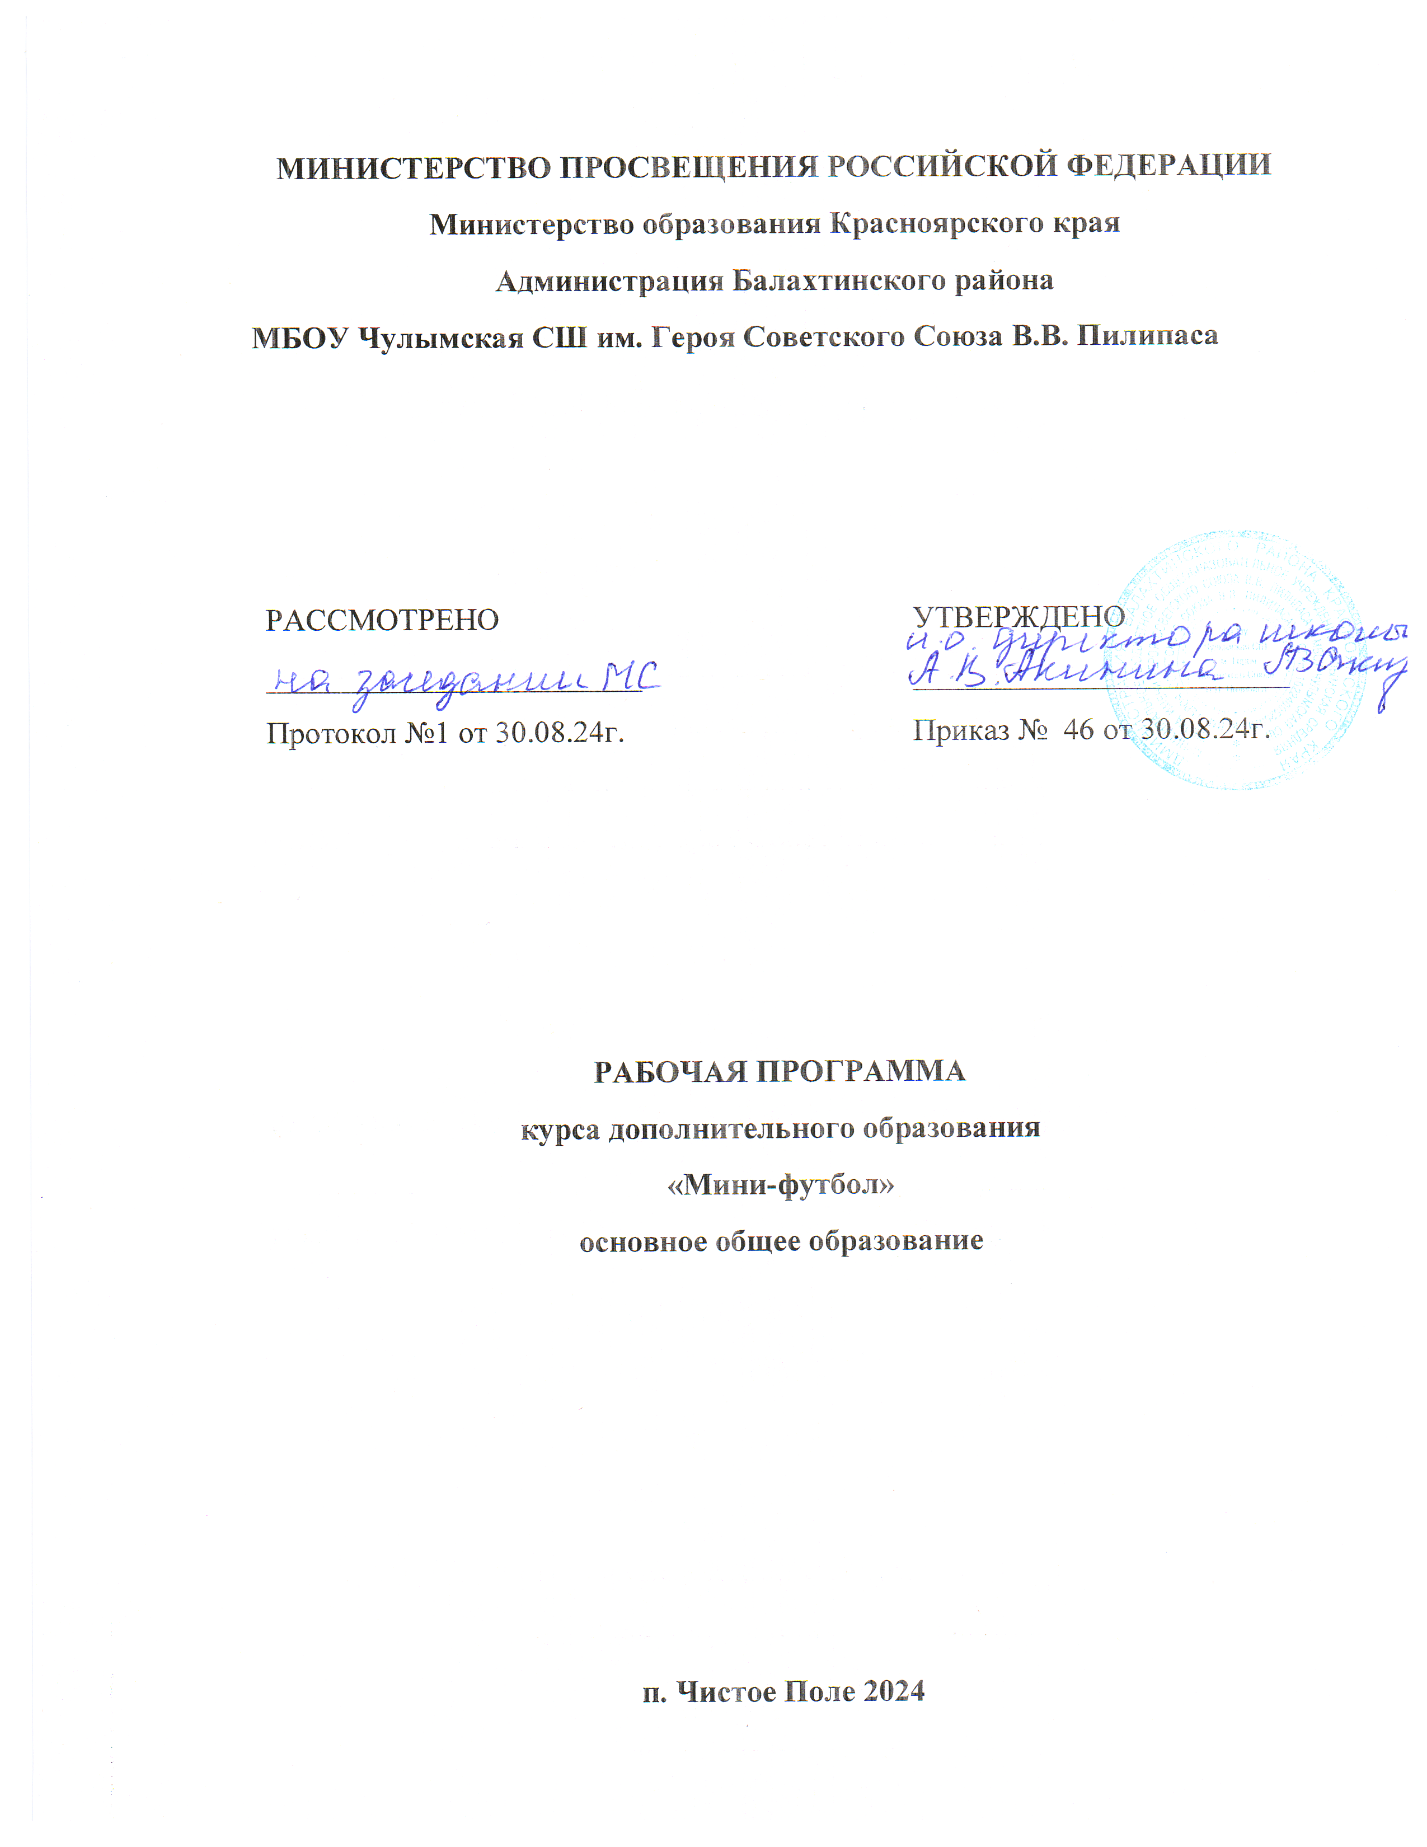 МИНИСТЕРСТВО ПРОСВЕЩЕНИЯ РОССИЙСКОЙ ФЕДЕРАЦИИ
Министерство образования Красноярского края
Администрация Балахтинского района
МБОУ Чулымская СШ им. Героя Советского Союза В.В. Пилипаса
РАССМОТРЕНО
на заседании МС
Протокол №1 от 30.08.24г.
УТВЕРЖДЕНО
и.о. директора школы
А.В. Акинина
Приказ № 46 от 30.08.24г.
РАБОЧАЯ ПРОГРАММА
курса дополнительного образования
«Мини-футбол»
основное общее образование
п. Чистое Поле 2024